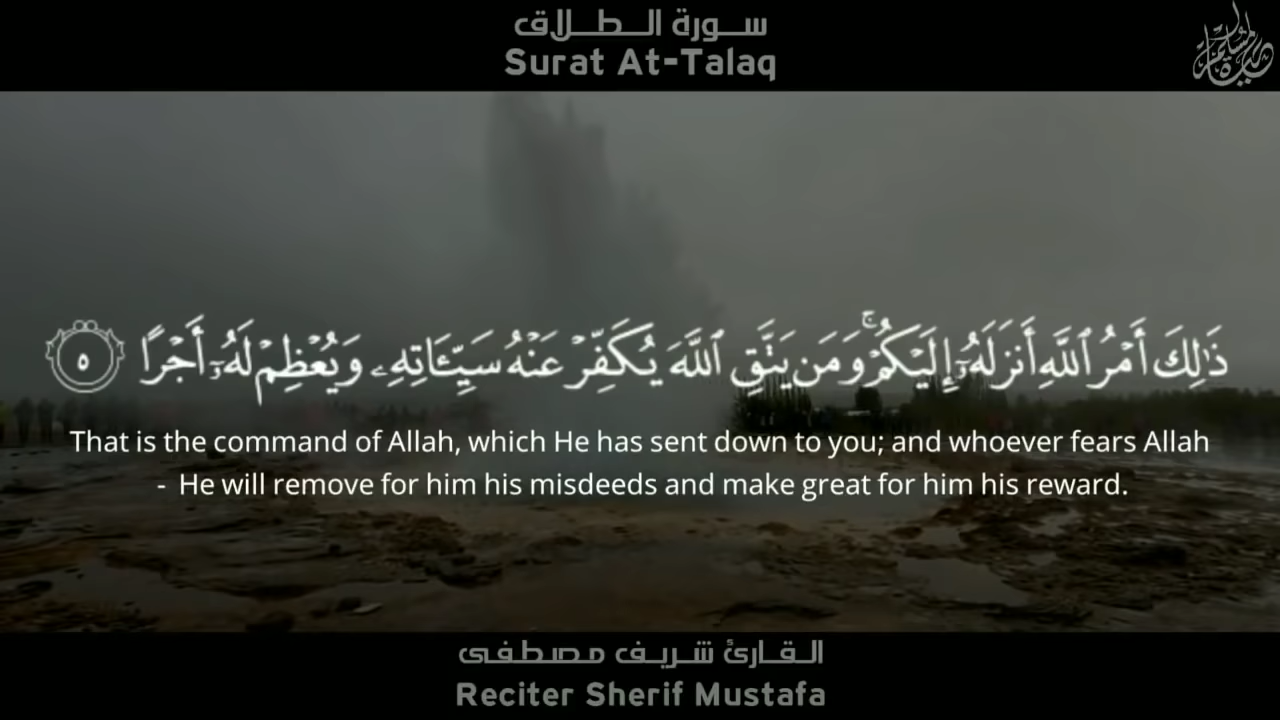 سورة الطلاق
Surat At-Talaq
ذَٰلِكَ أَمْرُ ٱللَّهِ أَنزَلَهُۥٓ إِلَيْكُمْ ۚ وَمَن يَتَّقِ ٱللَّهَ يُكَفِّرْ عَنْهُ سَيِّـَٔاتِهِۦ وَيُعْظِمْ لَهُۥٓ أَجْرًا ٥
That is the command of Allah, which He has sent down to you; and whoever fears Allah
- He will remove for him his misdeeds and make great for him his reward.
القارئ شريف مصطفى
Reciter Sherif Mustafa